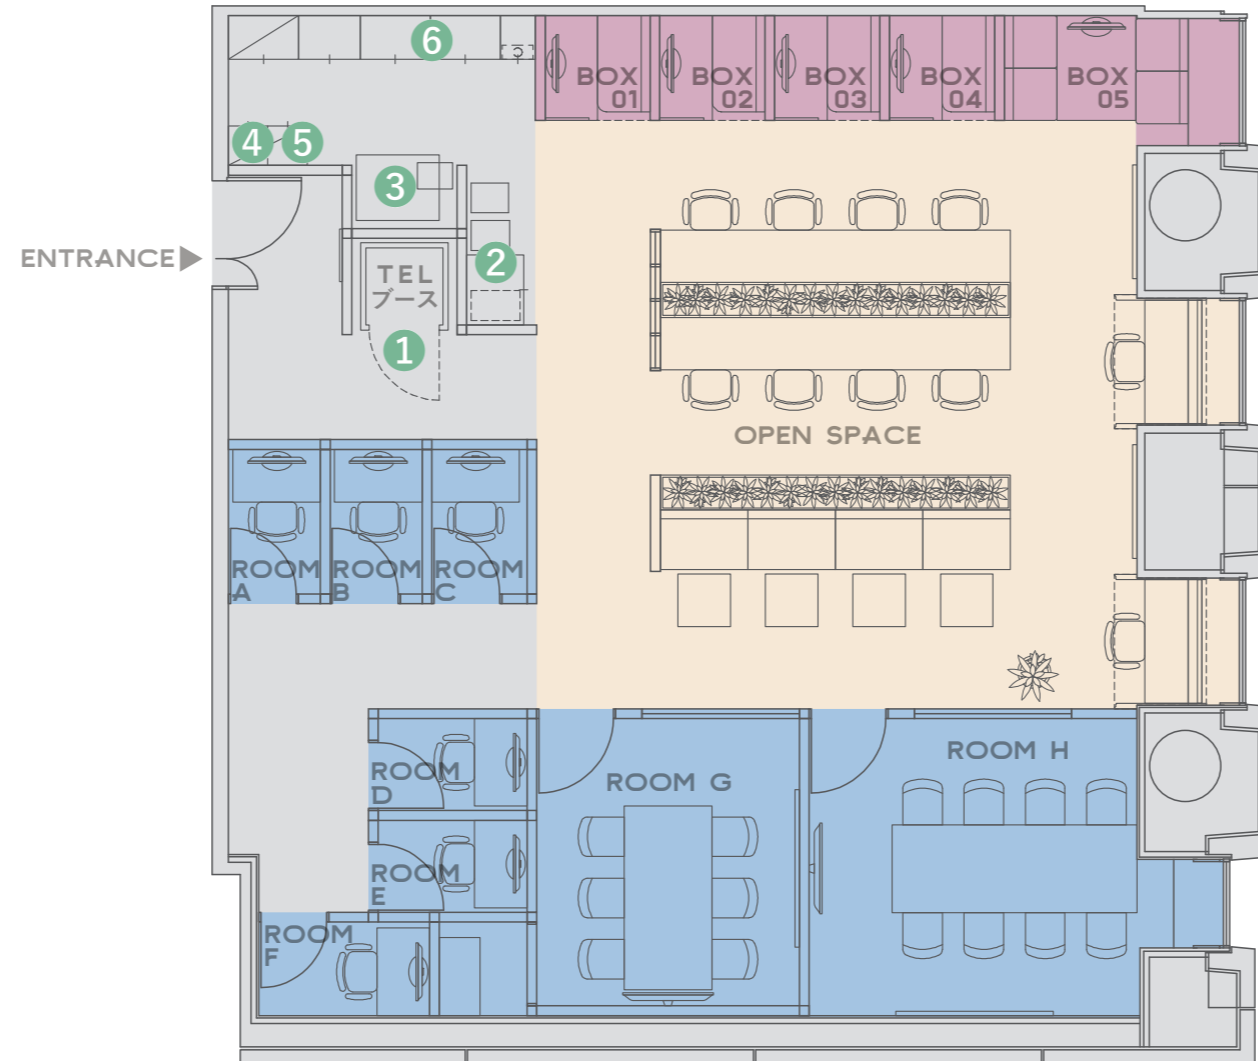 6
BOX
01
BOX
02
BOX
03
BOX
04
BOX
05
4
5
3
ENTRANCE▶
TEL
ブース
2
1
OPEN SPACE
ROOM
A
ROOM
B
ROOM
C
ROOM
D
ROOM G
ROOM H
ROOM
E
ROOM
F